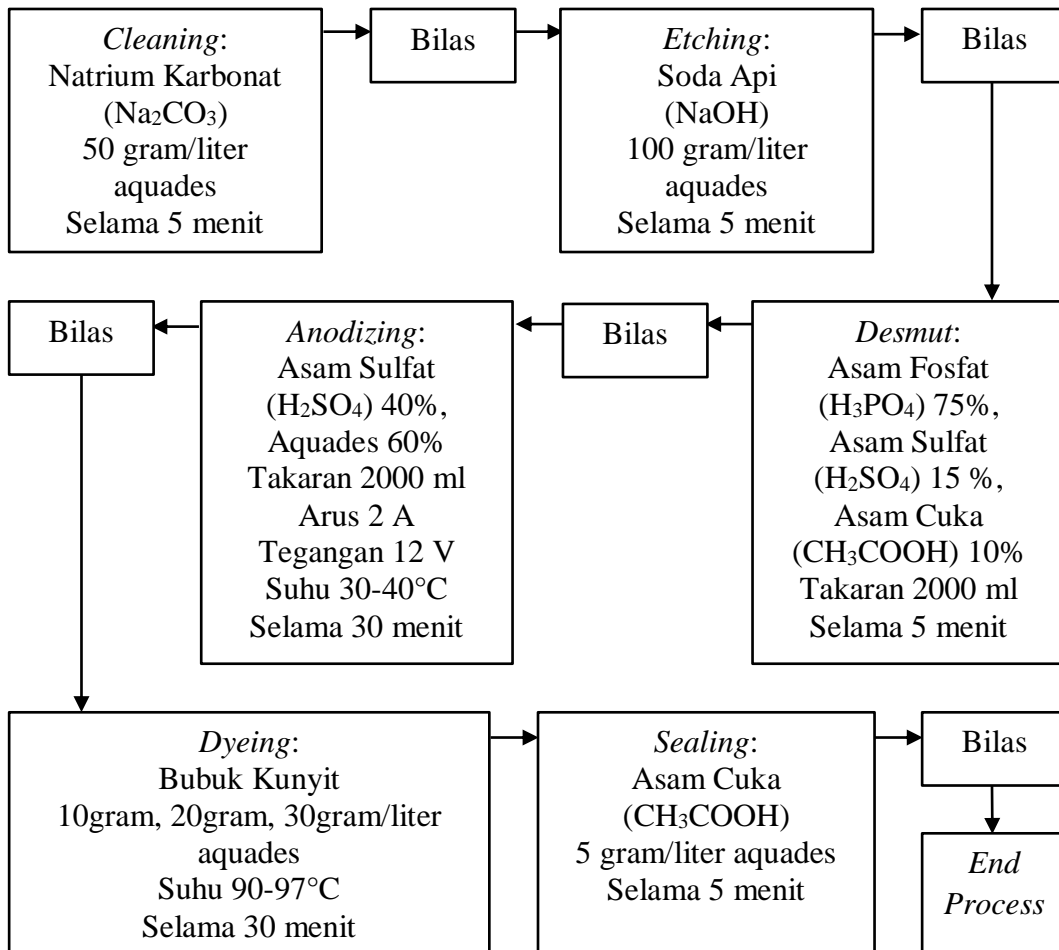 Cleaning:
Natrium Karbonat
(Na₂CO₃)
50 gram/liter
aquades
Selama 5 menit
Bilas
Etching:
Soda Api
(NaOH)
100 gram/liter
aquades
Selama 5 menit
Bilas
Desmut:
Asam Fosfat
(H₃PO₄) 75%,
Asam Sulfat
(H₂SO₄) 15 %,
Asam Cuka
(CH₃COOH) 10%
Takaran 2000 ml
Selama 5 menit
Bilas
Anodizing:
Asam Sulfat
(H₂SO₄) 40%,
Aquades 60%
Takaran 2000 ml
Arus 2 A
Tegangan 12 V
Suhu 30-40°C
Selama 30 menit
Bilas
Dyeing:
Bubuk Kunyit
10gram, 20gram, 30gram/liter
aquades
Suhu 90-97°C
Selama 30 menit
Sealing:
Asam Cuka
(CH₃COOH)
5 gram/liter aquades
Selama 5 menit
Bilas
End
Process